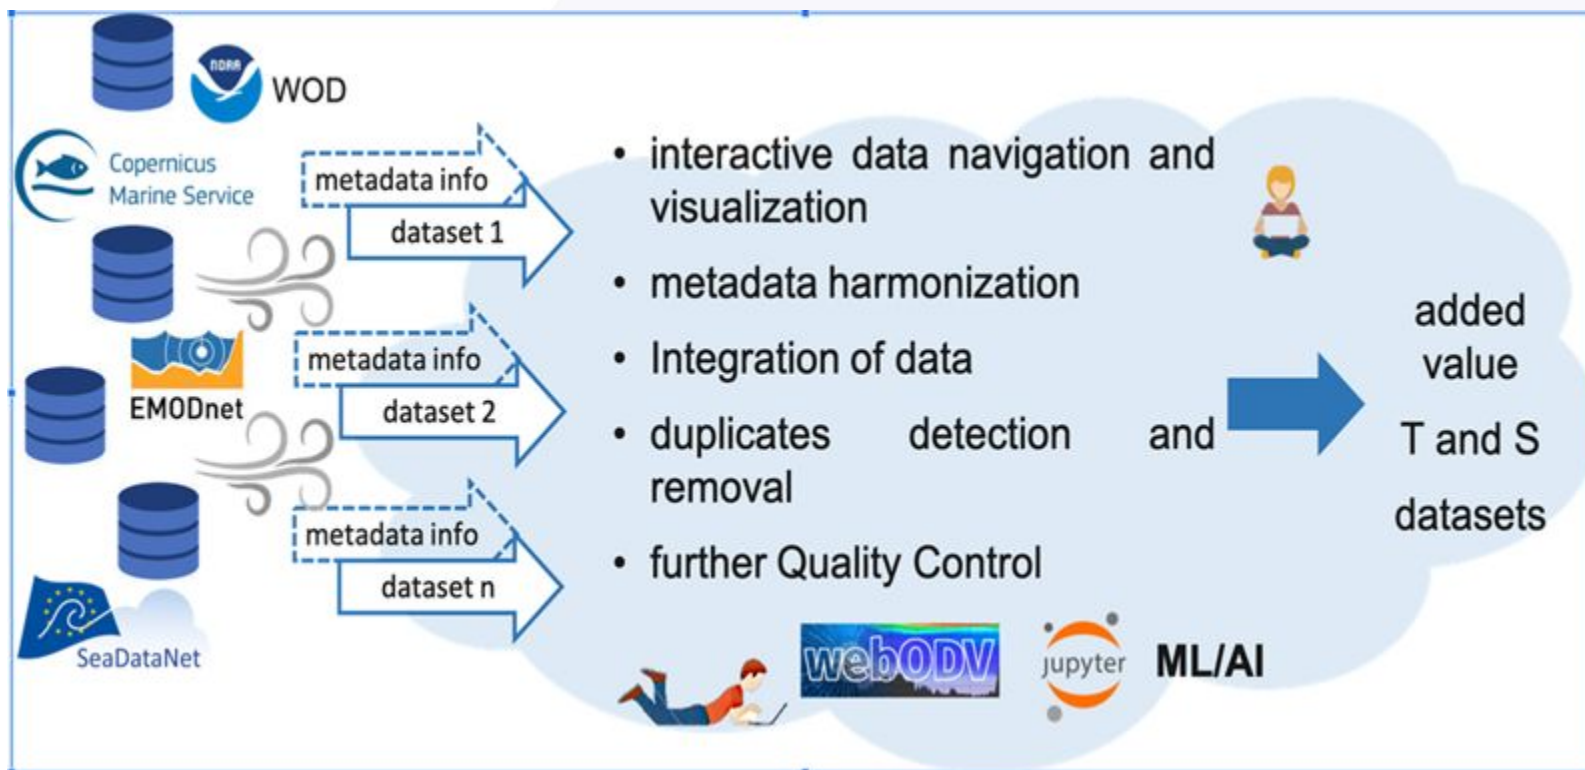 NOAA
WOD
Copernicus
Marine Service
EMODnet
SeaDataNet
metadata info
dataset 1
metadata info
dataset 2
metadata info
dataset n
• interactive data navigation and
visualization
• metadata harmonization
• Integration of data
• duplicates detection and
removal
• further Quality Control
webODV
jupyter
ML/AI
added
value
T and S
datasets